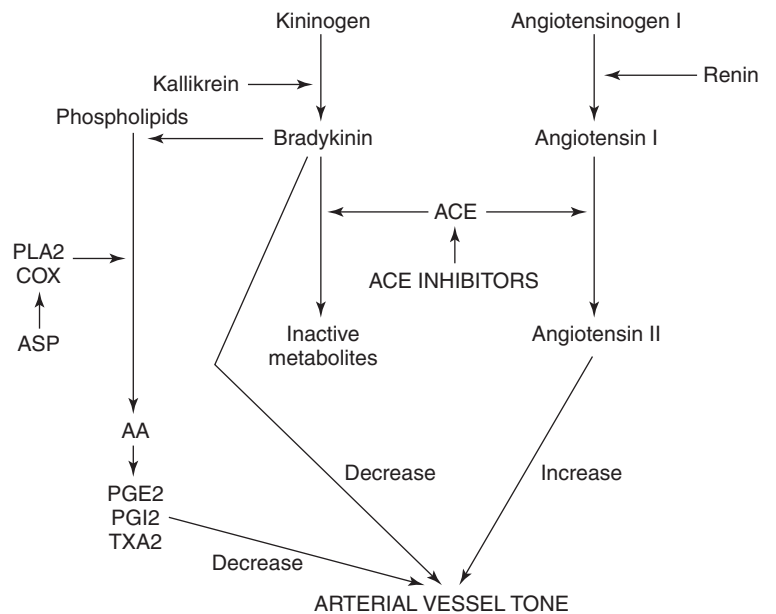 Kininogen
Angiotensinogen I
Kallikrein
Renin
Phospholipids
Bradykinin
Angiotensin I
PLA2
COX
ACE
ACE INHIBITORS
ASP
Inactive
metabolites
Angiotensin II
AA
Decrease
Increase
PGE2
PGI2
TXA2
Decrease
ARTERIAL VESSEL TONE